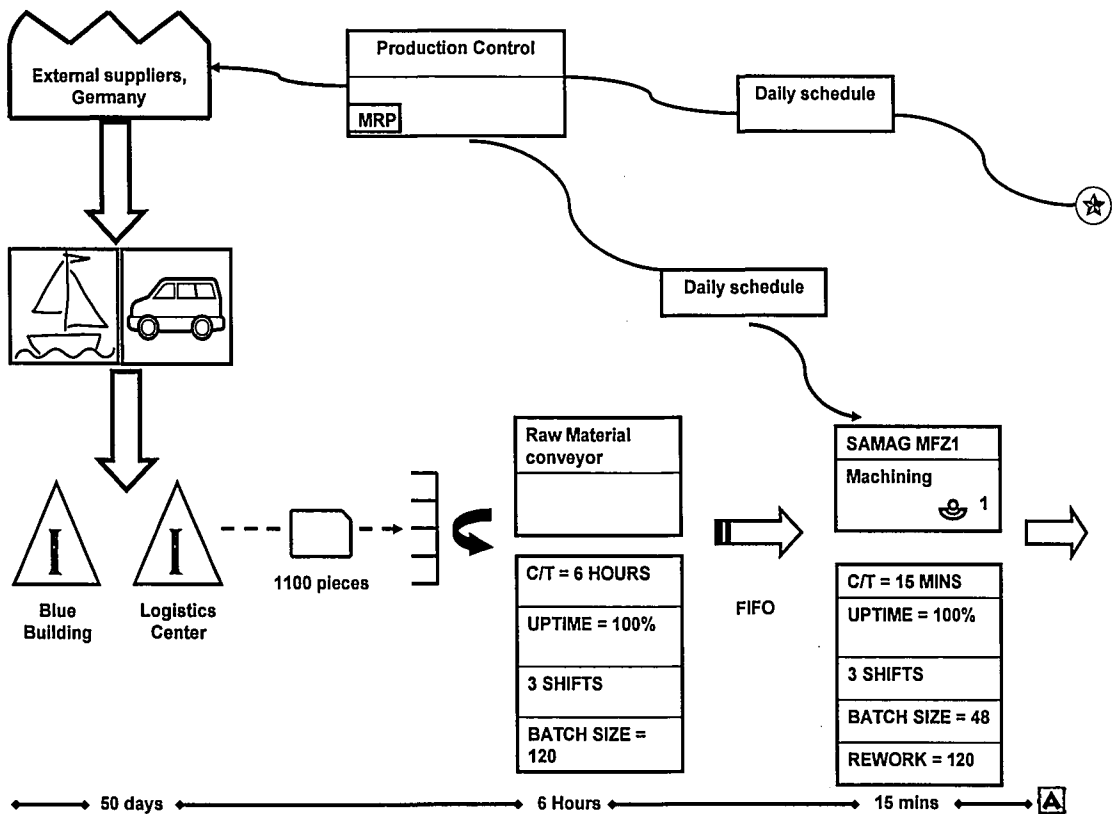 External suppliers,
Germany
Production Control
MRP
Daily schedule
Daily schedule
Raw Material
conveyor
SAMAG MFZ1
Machining
1
I
Blue
Building
I
Logistics
Center
1100 pieces
C/T = 6 HOURS
UPTIME = 100%
3 SHIFTS
BATCH SIZE =
120
FIFO
C/T = 15 MINS
UPTIME = 100%
3 SHIFTS
BATCH SIZE = 48
REWORK = 120
50 days
6 Hours
15 mins
A